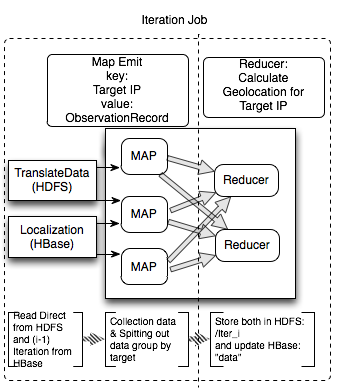 Iteration Job
Map Emit
key:
Target IP
value:
ObservationRecord
Reducer:
Calculate
Geolocation for
Target IP
TranslateData
(HDFS)
Localization
(HBase)
MAP
MAP
MAP
Reducer
Reducer
Read Direct
from HDFS
and (i-1)
Iteration from
HBase
Collection data
& Spitting out
data group by
target
Store both in HDFS:
/Iter_i
and update HBase:
"data"